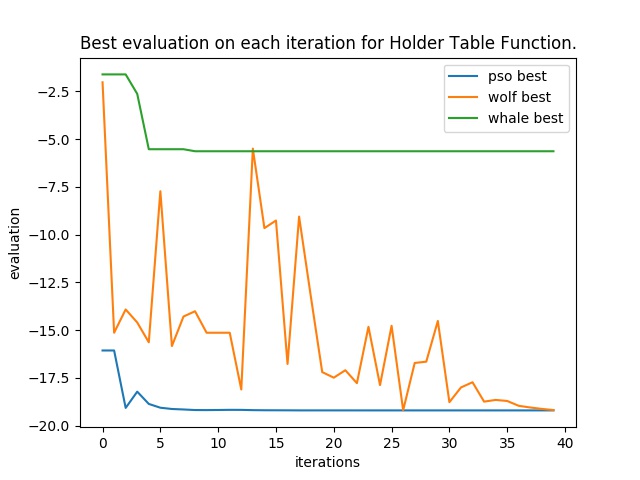 Best evaluation on each iteration for Holder Table Function.
pso best
wolf best
whale best
−2.5
−5.0
−7.5
−10.0
−12.5
−15.0
−17.5
−20.0
evaluation
0 5 10 15 20 25 30 35 40
iterations